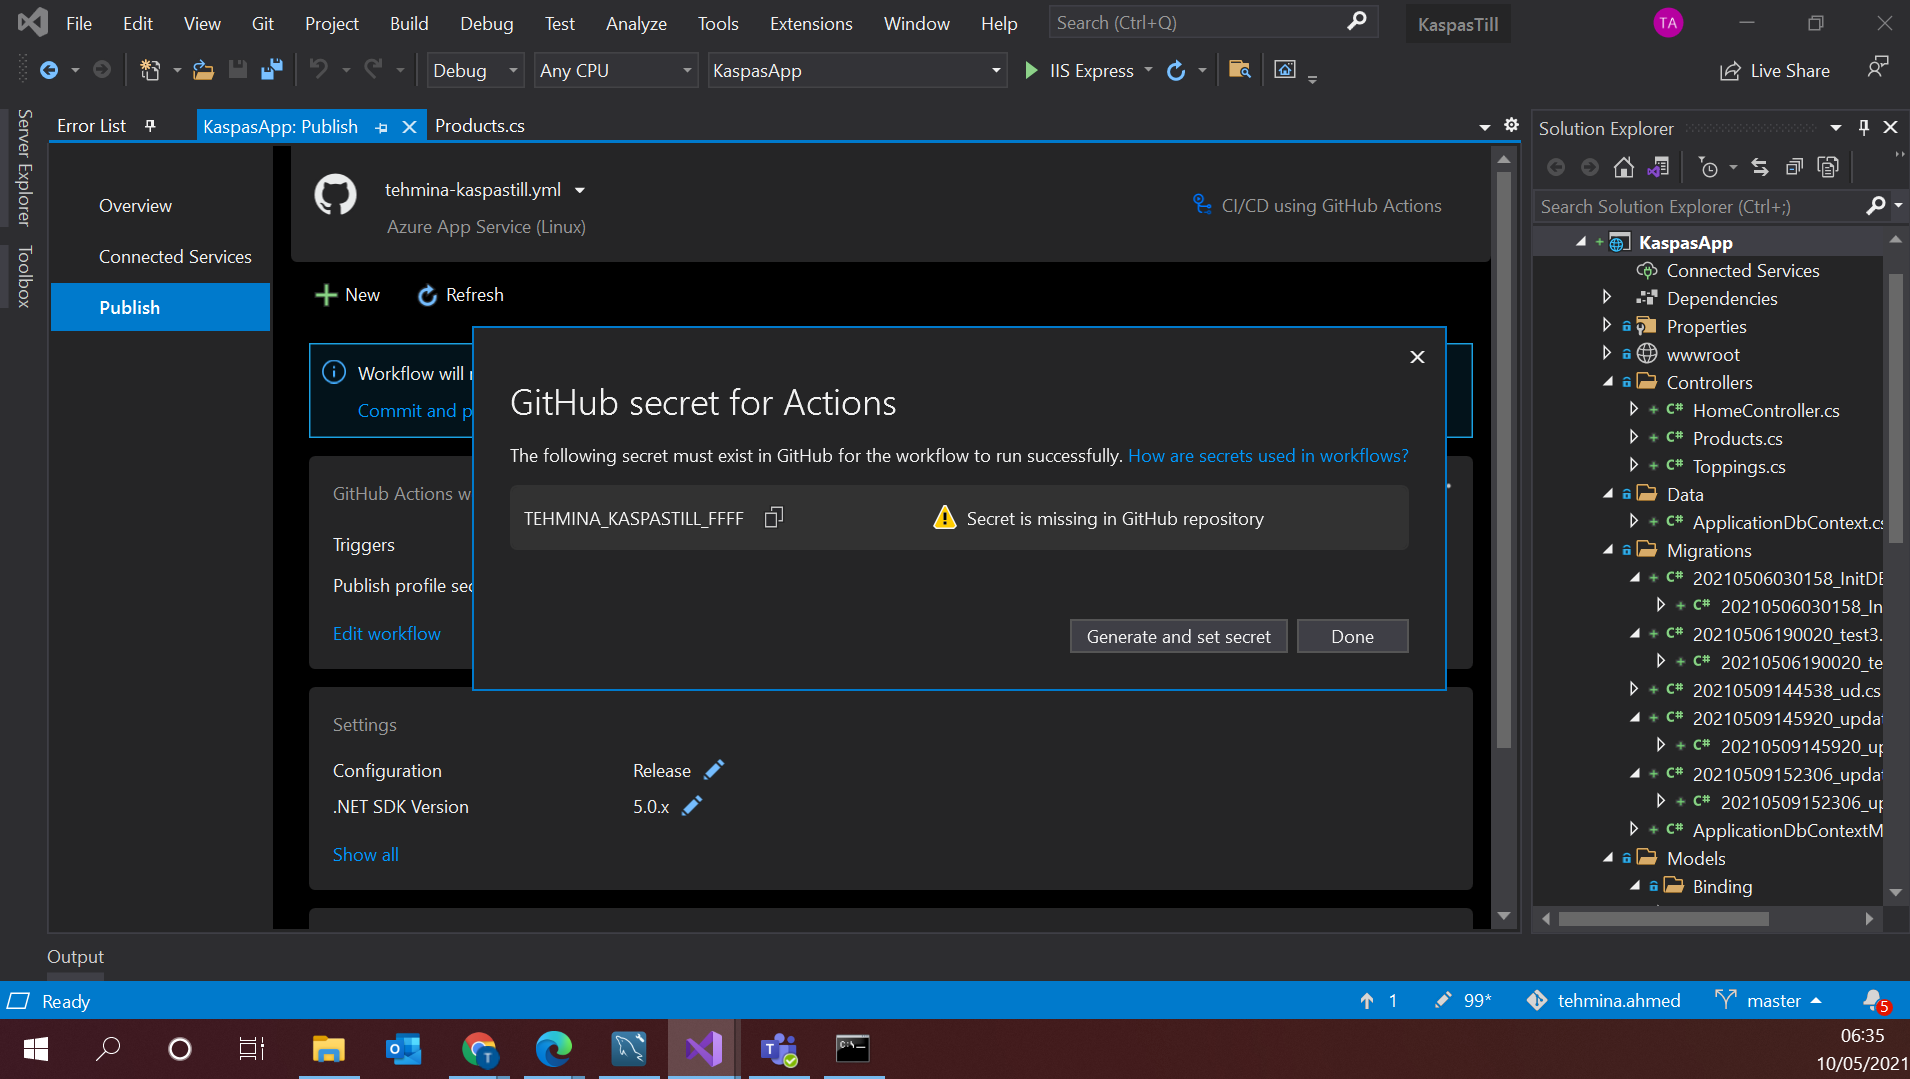 File Edit View Git Project Build Debug Test Analyze Tools Extensions Window Help Search (Ctrl+Q) KaspasTill TA
Debug Any CPU KaspasApp IIS Express Live Share
Server Explorer
Toolbox
Error List KaspasApp: Publish Products.cs
Overview
Connected Services
Publish
tehmina-kaspastill.yml
Azure App Service (Linux)
CI/CD using GitHub Actions
New Refresh
Workflow will
Commit and p
GitHub secret for Actions
The following secret must exist in GitHub for the workflow to run successfully. How are secrets used in workflows?
TEHMINA_KASPASTILL_FFFF Secret is missing in GitHub repository
Generate and set secret Done
GitHub Actions w
Triggers
Publish profile sec
Edit workflow
Settings
Configuration Release
.NET SDK Version 5.0.x
Show all
Solution Explorer
Search Solution Explorer (Ctrl+;)
KaspasApp
Connected Services
Dependencies
Properties
wwwroot
Controllers
C# HomeController.cs
C# Products.cs
C# Toppings.cs
Data
C# ApplicationDbContext.cs
Migrations
C# 20210506030158_InitDB
C# 20210506030158_In
C# 20210506190020_test3.
C# 20210506190020_te
C# 20210509144538_ud.cs
C# 20210509145920_updat
C# 20210509145920_up
C# 20210509152306_updat
C# 20210509152306_up
C# ApplicationDbContextM
Models
Binding
Output
Ready 1 99* tehmina.ahmed master 5
06:35
10/05/2021